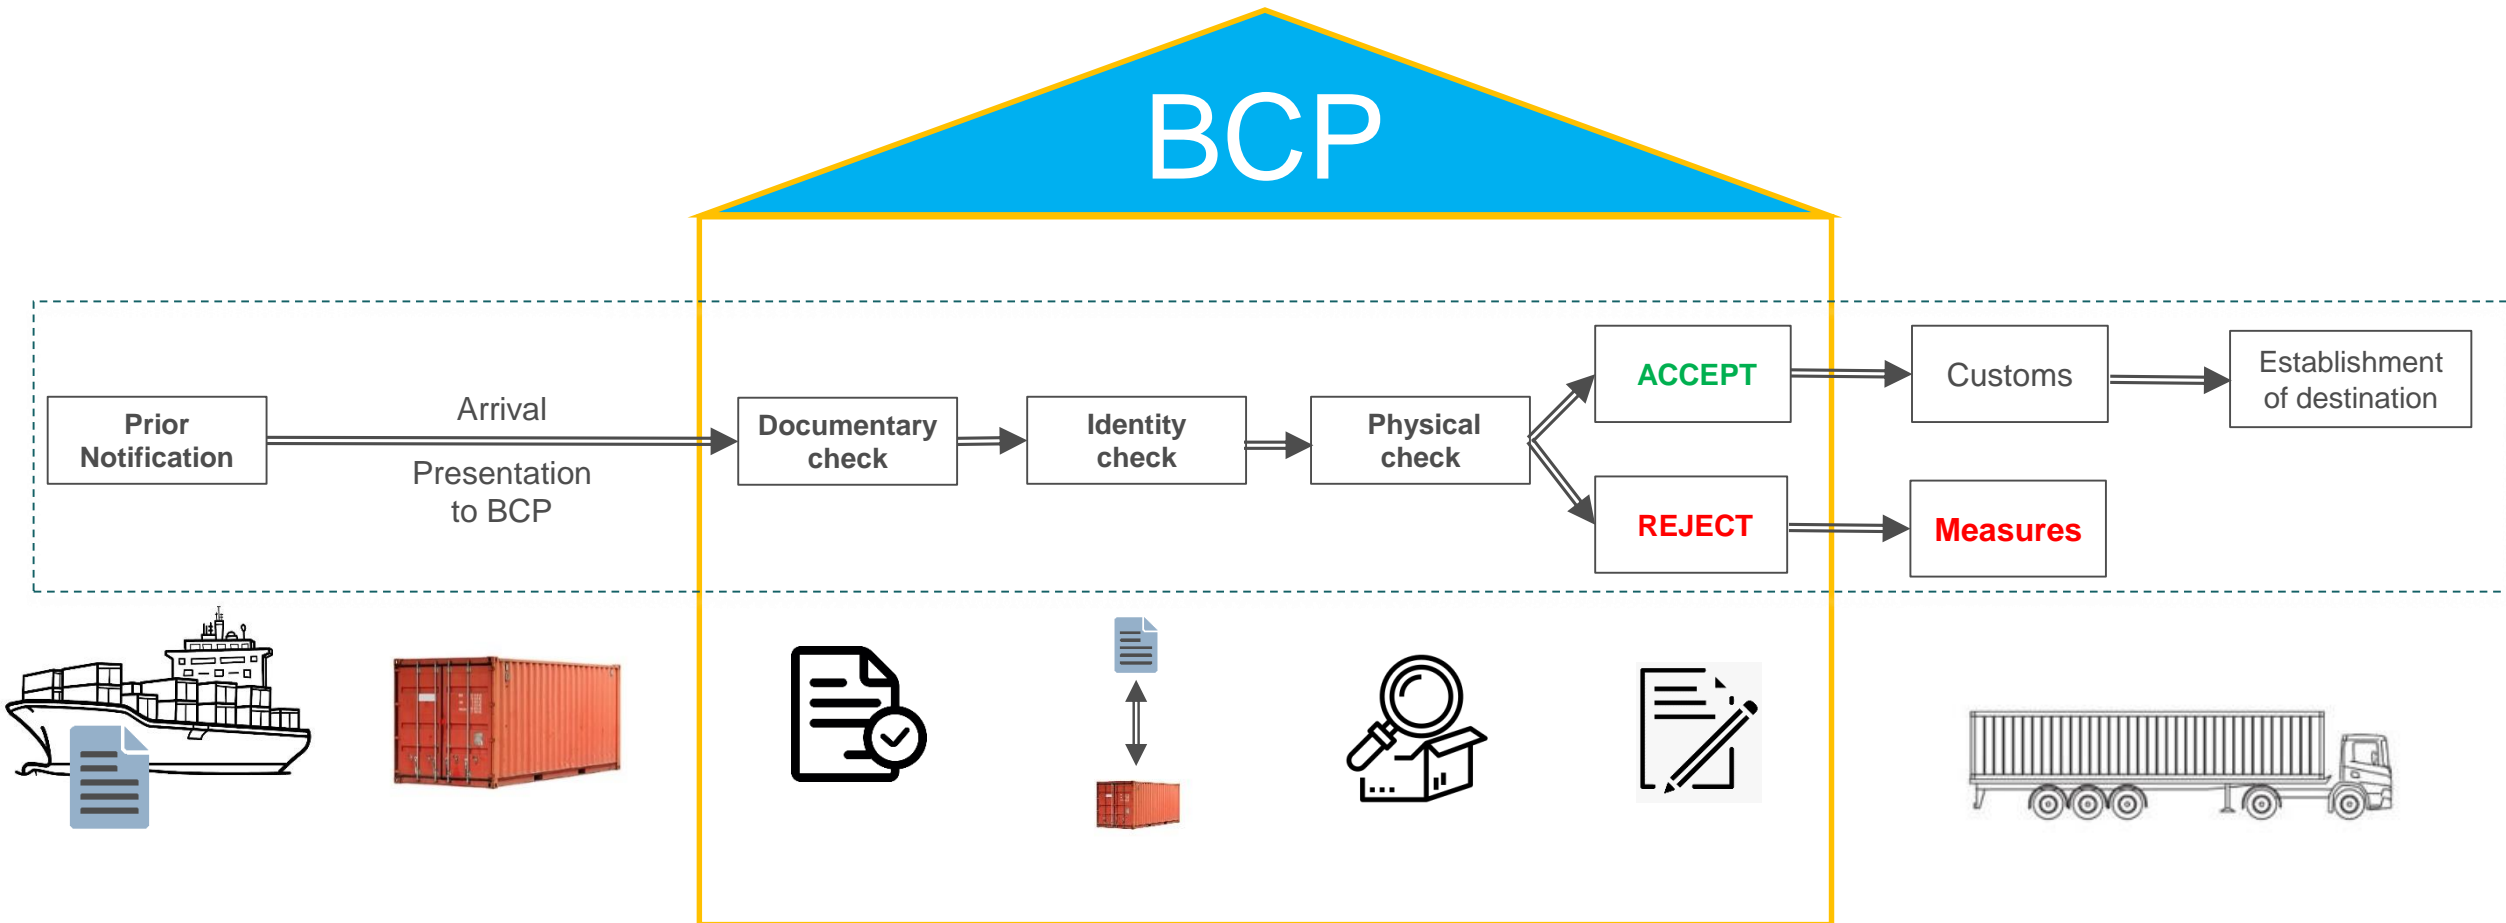 BCP
Prior
Notification
Arrival
Presentation
to BCP
Documentary
check
Identity
check
Physical
check
ACCEPT
REJECT
Customs
Measures
Establishment
of destination